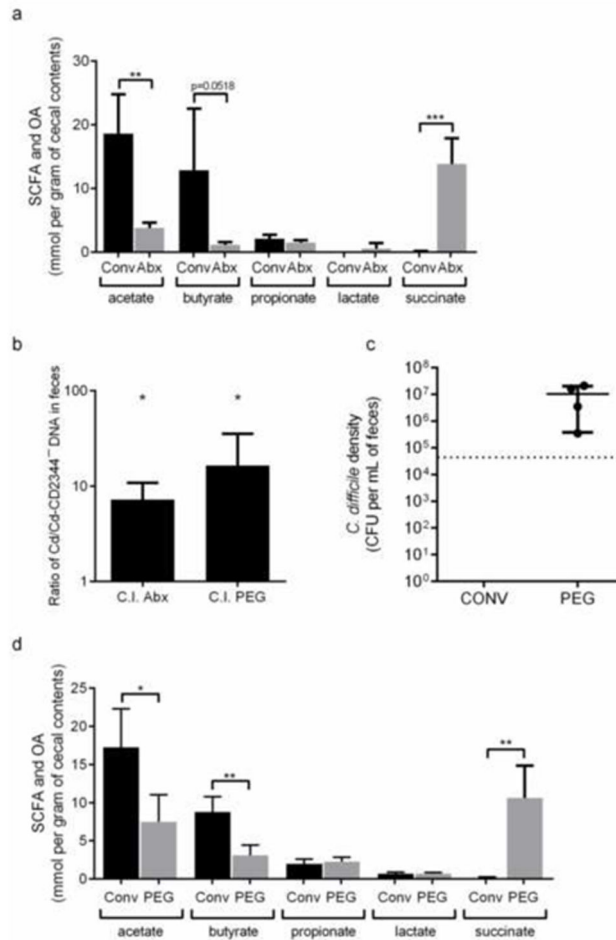 a
SCFA and OA
(mmol per gram of cecal contents)
30
20
10
0
**
p=0.0518
***
Conv Abx Conv Abx Conv Abx Conv Abx Conv Abx
acetate butyrate propionate lactate succinate
b
Ratio of Cd/Cd-CD2344⁻ DNA in feces
100
10
1
* *
C.I. Abx C.I. PEG
c
C. difficile density
(CFU per mL of feces)
10⁸
10⁷
10⁶
10⁵
10⁴
10³
10²
10¹
10⁰
CONV PEG
d
SCFA and OA
(mmol per gram of cecal contents)
25
20
15
10
5
0
*
**
**
Conv PEG Conv PEG Conv PEG Conv PEG Conv PEG
acetate butyrate propionate lactate succinate